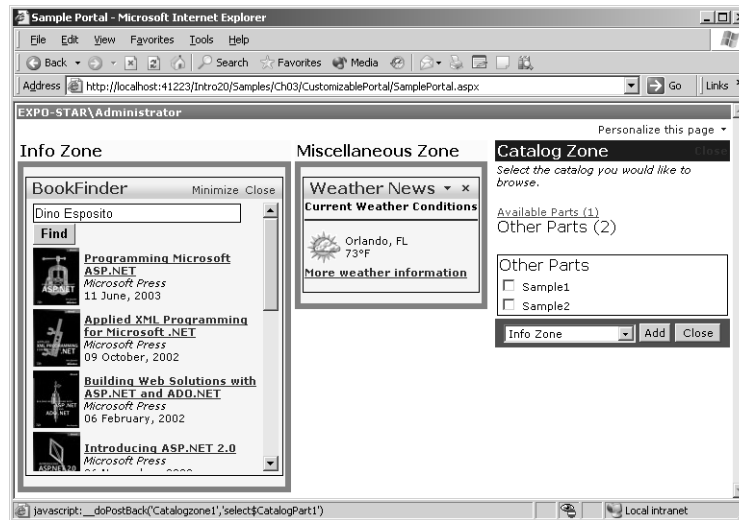 Sample Portal - Microsoft Internet Explorer
File Edit View Favorites Tools Help
Back Search Favorites Media
Address http://localhost:41223/Intro20/Samples/Ch03/CustomizablePortal/SamplePortal.aspx Go Links
EXPO-STAR\Administrator
Personalize this page
Info Zone
BookFinder Minimize Close
Dino Esposito
Find
Programming Microsoft
ASP.NET
Microsoft Press
11 June, 2003
Applied XML Programming
for Microsoft .NET
Microsoft Press
09 October, 2002
Building Web Solutions with
ASP.NET and ADO.NET
Microsoft Press
06 February, 2002
Introducing ASP.NET 2.0
Microsoft Press
Miscellaneous Zone
Weather News
Current Weather Conditions
Orlando, FL
73°F
More weather information
Catalog Zone Close
Select the catalog you would like to
browse.
Available Parts (1)
Other Parts (2)
Other Parts
Sample1
Sample2
Info Zone Add Close
javascript:__doPostBack('Catalogzone1','select$CatalogPart1') Local intranet